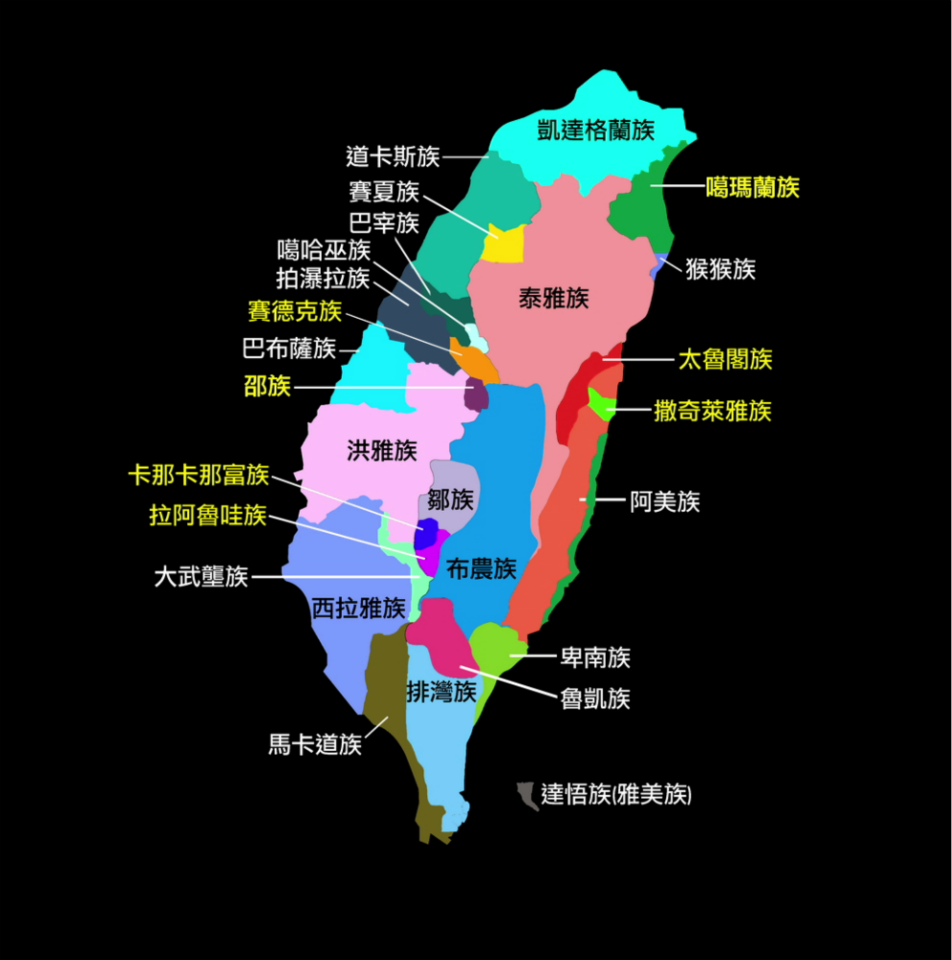 凱達格蘭族
道卡斯族
噶瑪蘭族
賽夏族
巴宰族
噶哈巫族
猴猴族
拍瀑拉族
泰雅族
賽德克族
巴布薩族
太魯閣族
邵族
撒奇萊雅族
洪雅族
卡那卡那富族
鄒族
阿美族
拉阿魯哇族
布農族
大武壟族
西拉雅族
卑南族
排灣族
魯凱族
馬卡道族
達悟族(雅美族)